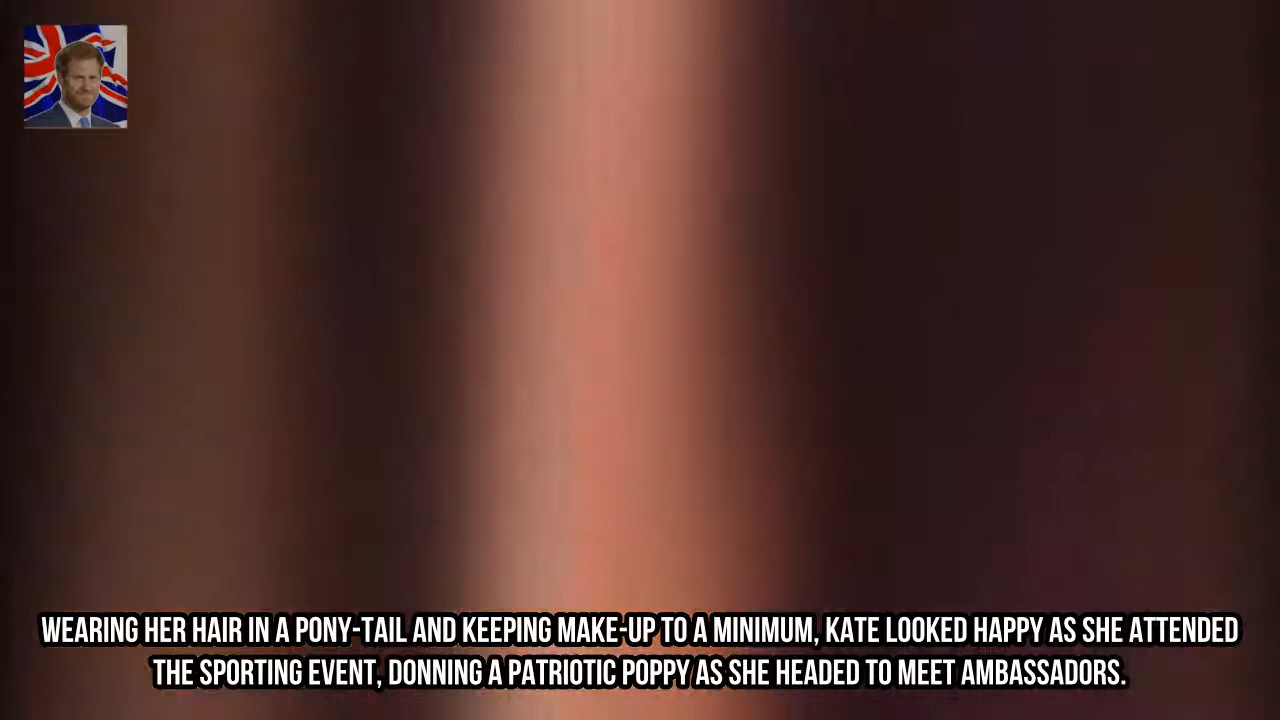 WEARING HER HAIR IN A PONY-TAIL AND KEEPING MAKE-UP TO A MINIMUM, KATE LOOKED HAPPY AS SHE ATTENDED
THE SPORTING EVENT, DONNING A PATRIOTIC POPPY AS SHE HEADED TO MEET AMBASSADORS.